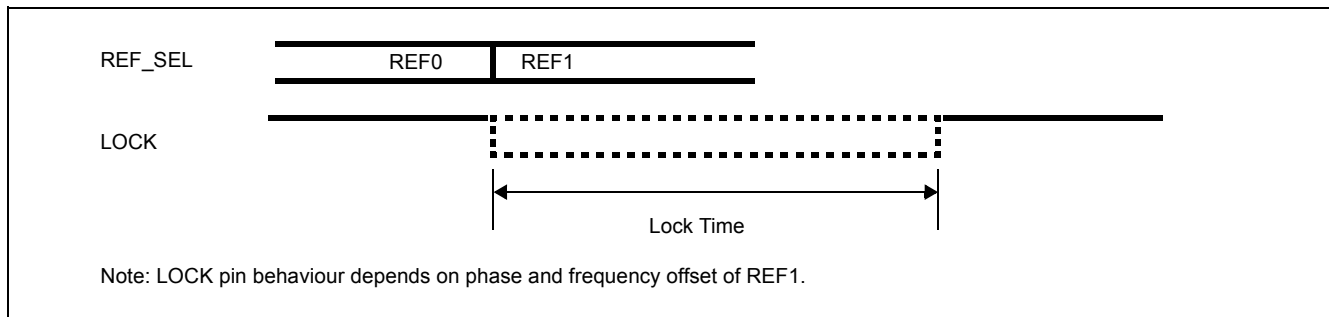 REF_SEL
REF0
REF1
LOCK
Lock Time
Note: LOCK pin behaviour depends on phase and frequency offset of REF1.